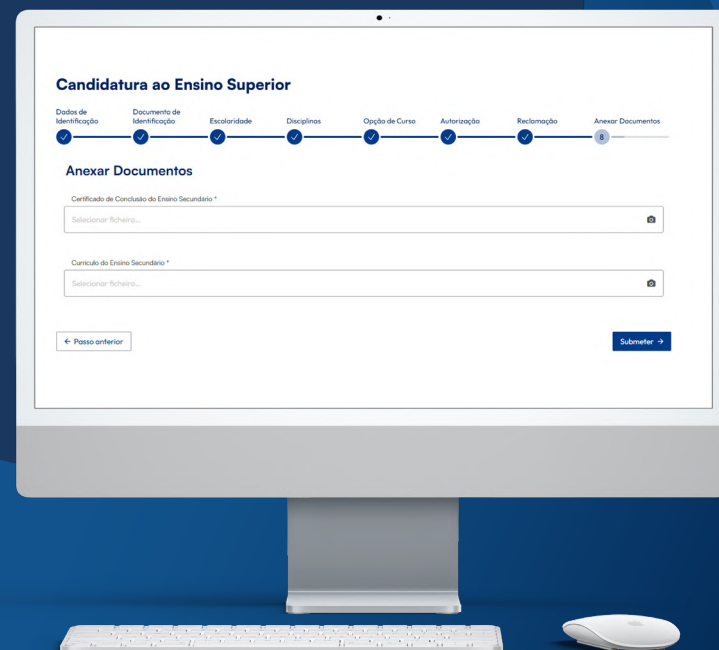 Candidatura ao Ensino Superior
Dados de
Identificação
Documento de
Identificação
Escolaridade
Disciplinas
Opção de Curso
Autorização
Reclamação
Anexar Documentos
8
Anexar Documentos
Certificado de Conclusão do Ensino Secundário *
Selecionar ficheiro...
Curriculo do Ensino Secundário *
Selecionar ficheiro...
← Passo anterior
Submeter →